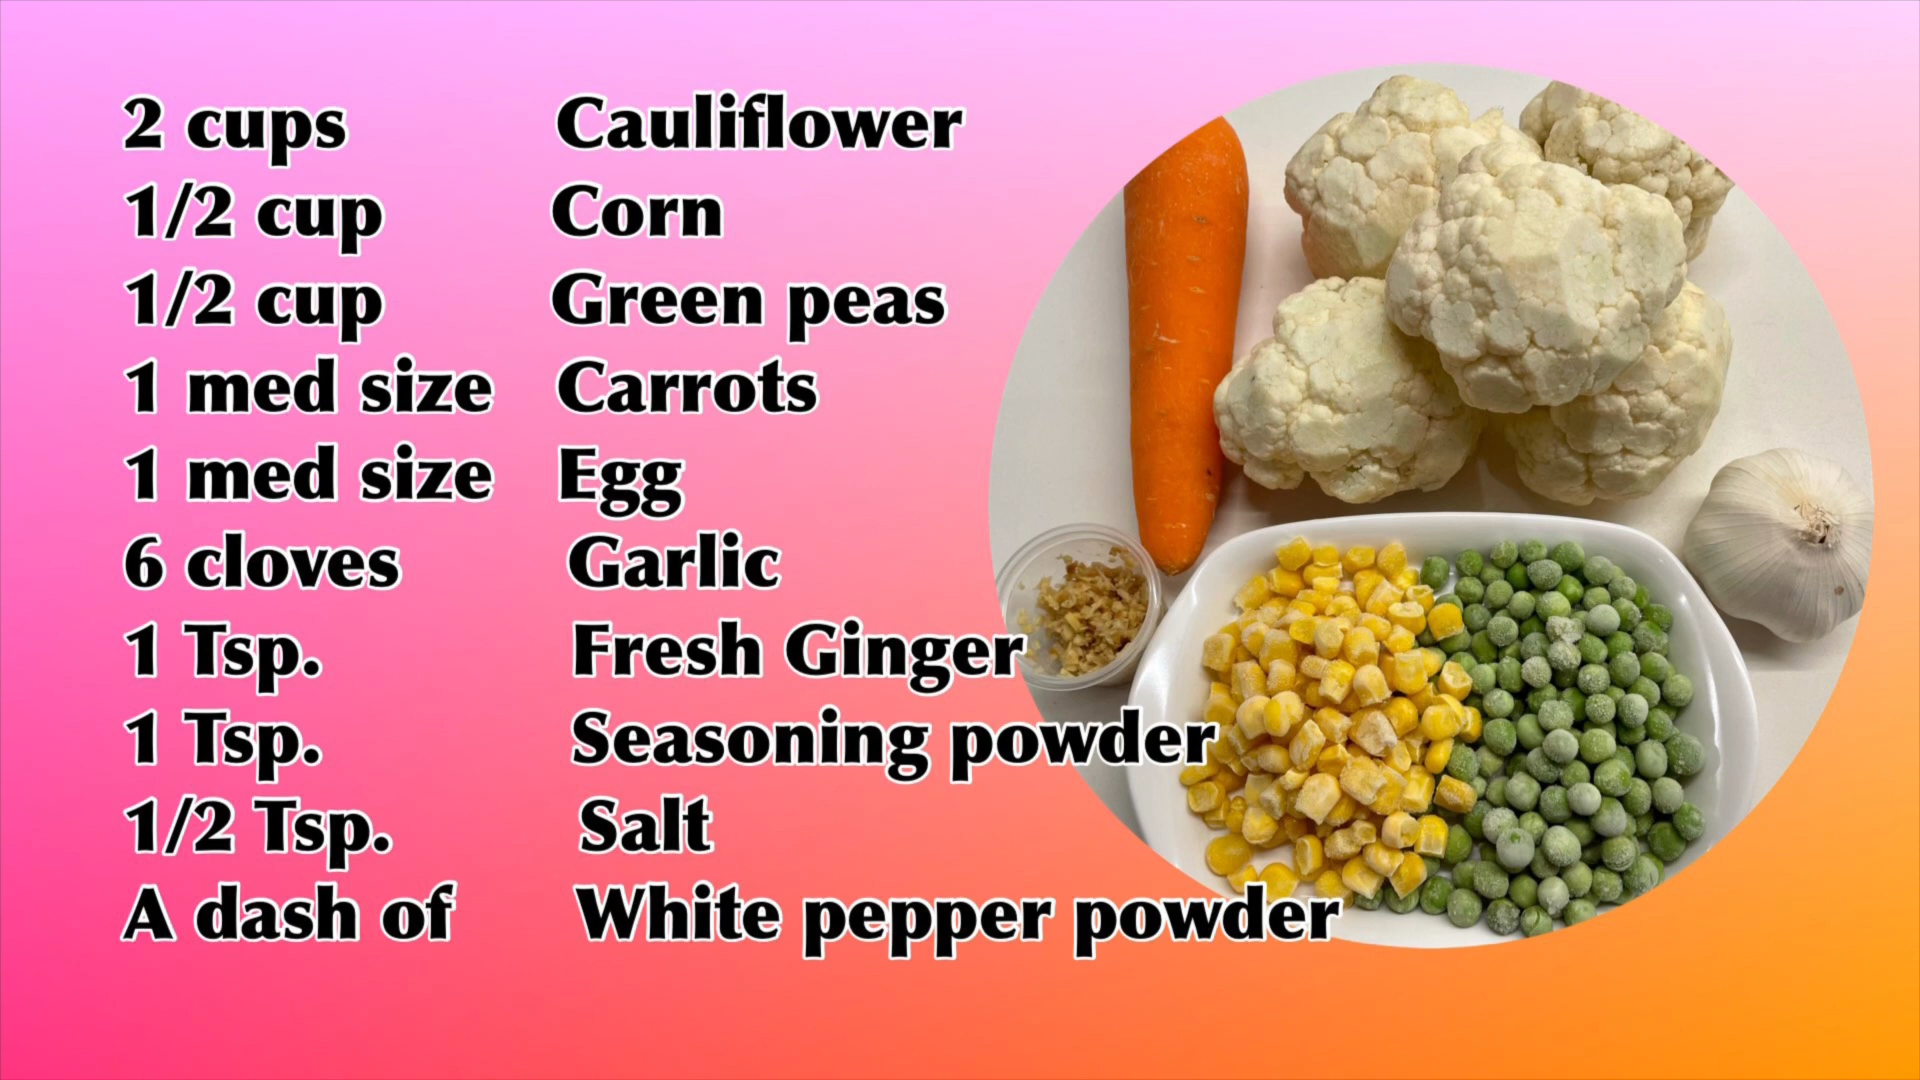 2 cups Cauliflower
1/2 cup Corn
1/2 cup Green peas
1 med size Carrots
1 med size Egg
6 cloves Garlic
1 Tsp. Fresh Ginger
1 Tsp. Seasoning powder
1/2 Tsp. Salt
A dash of White pepper powder